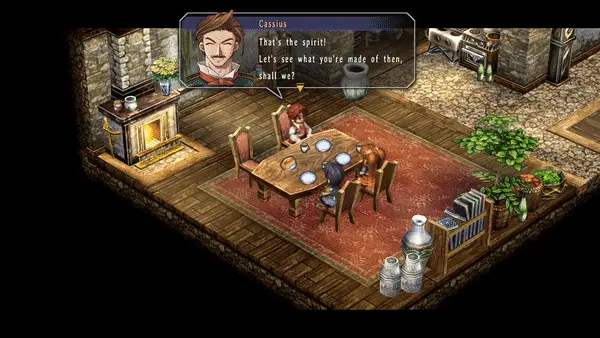 Cassius
That's the spirit!
Let's see what you're made of then,
shall we?